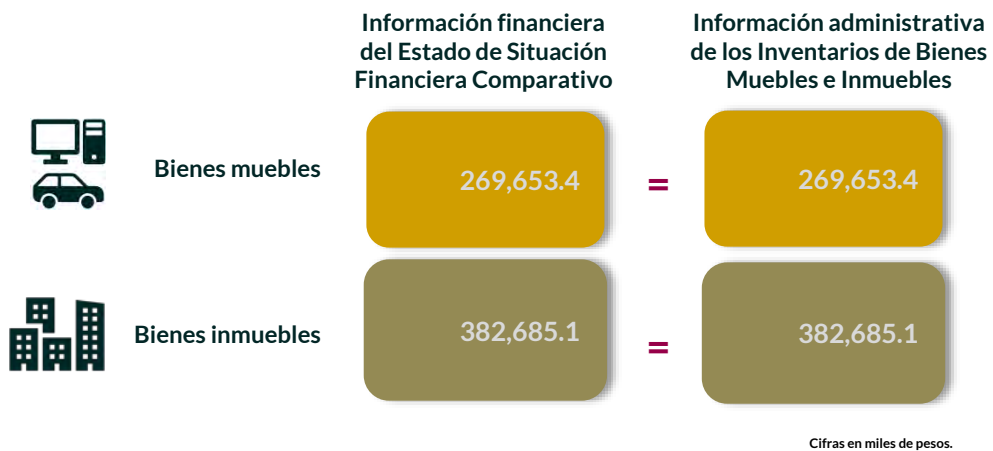 Información financiera
del Estado de Situación
Financiera Comparativo
Información administrativa
de los Inventarios de Bienes
Muebles e Inmuebles
Bienes muebles
269,653.4
=
269,653.4
Bienes inmuebles
382,685.1
=
382,685.1
Cifras en miles de pesos.